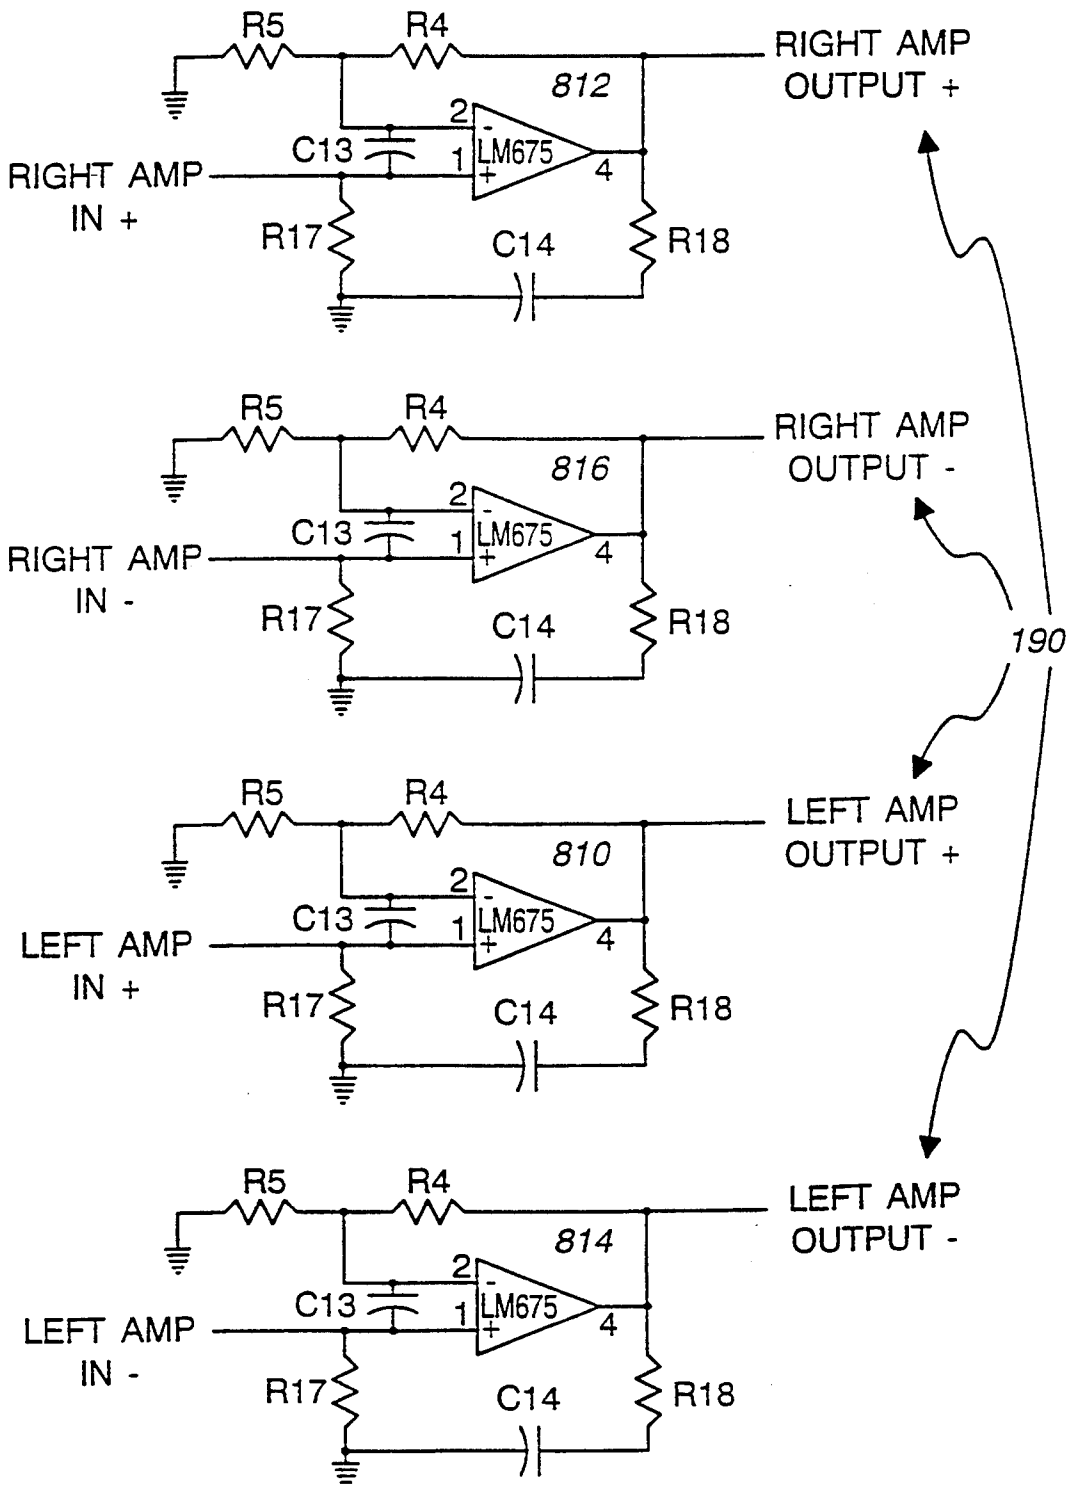 R5 R4 RIGHT AMP
OUTPUT +
812
2
-
C13 LM675
1
+ 4
RIGHT AMP
IN +
R17 C14 R18
R5 R4 RIGHT AMP
OUTPUT -
816
2
-
C13 LM675
1
+ 4
RIGHT AMP
IN -
R17 C14 R18
190
R5 R4 LEFT AMP
OUTPUT +
810
2
-
C13 LM675
1
+ 4
LEFT AMP
IN +
R17 C14 R18
R5 R4 LEFT AMP
OUTPUT -
814
2
-
C13 LM675
1
+ 4
LEFT AMP
IN -
R17 C14 R18